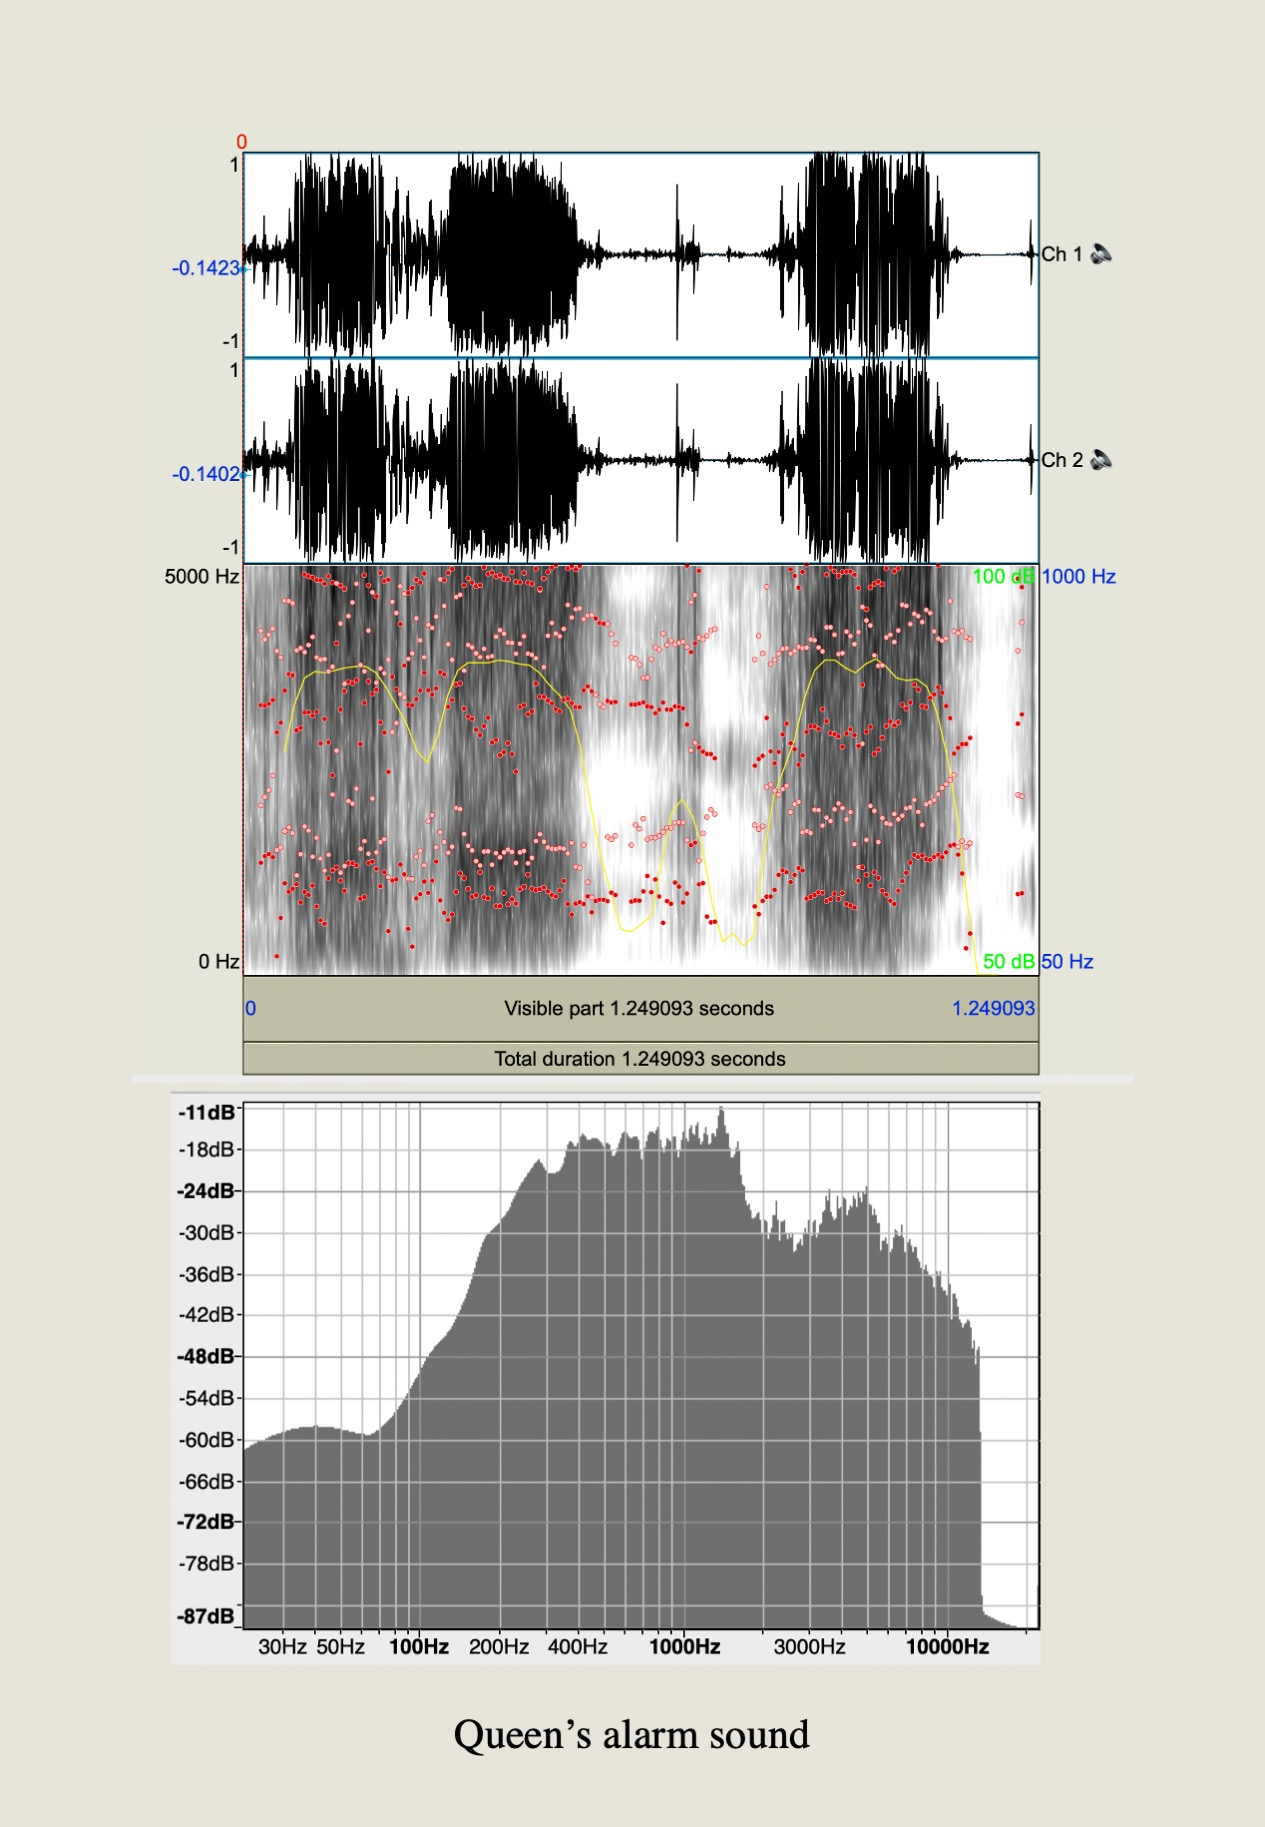 0
1
-0.1423
Ch 1
-1
1
-0.1402
Ch 2
-1
5000 Hz
100 dB
1000 Hz
0 Hz
50 dB
50 Hz
0
Visible part 1.249093 seconds
1.249093
Total duration 1.249093 seconds
-11dB
-18dB
-24dB
-30dB
-36dB
-42dB
-48dB
-54dB
-60dB
-66dB
-72dB
-78dB
-87dB
30Hz 50Hz 100Hz 200Hz 400Hz 1000Hz 3000Hz 10000Hz
Queen’s alarm sound